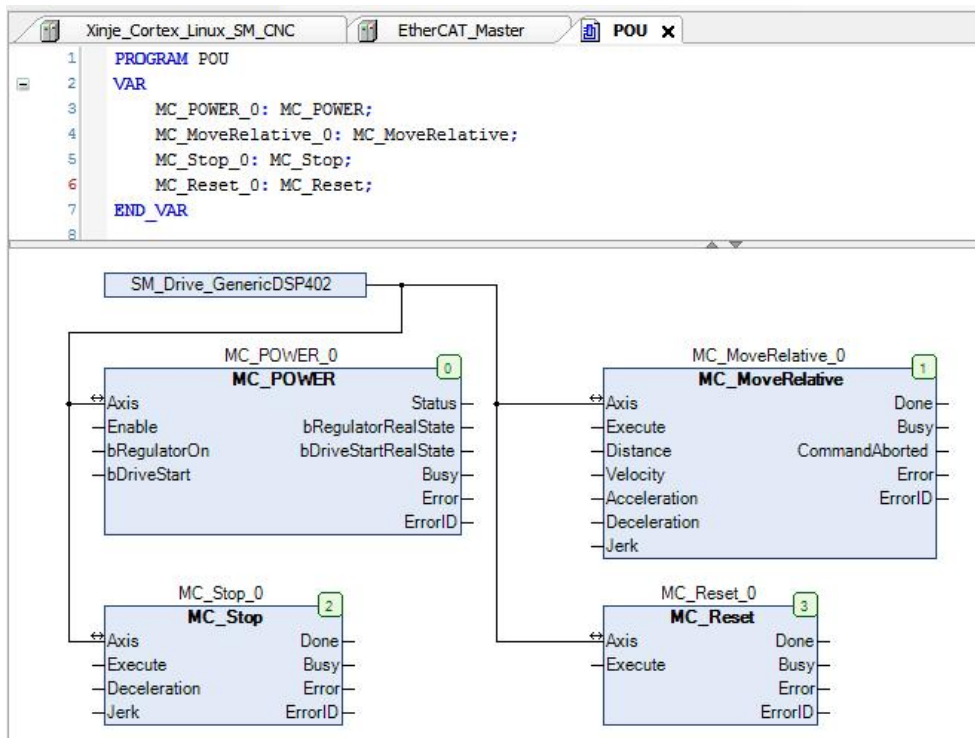 Xinje_Cortex_Linux_SM_CNC EtherCAT_Master POU
1 PROGRAM POU
2 VAR
3 MC_POWER_0: MC_POWER;
4 MC_MoveRelative_0: MC_MoveRelative;
5 MC_Stop_0: MC_Stop;
6 MC_Reset_0: MC_Reset;
7 END_VAR
8
SM_Drive_GenericDSP402
MC_POWER_0
MC_POWER 0
Axis Status
Enable bRegulatorRealState
bRegulatorOn bDriveStartRealState
bDriveStart Busy
Error
ErrorID
MC_MoveRelative_0
MC_MoveRelative 1
Axis Done
Execute Busy
Distance CommandAborted
Velocity Error
Acceleration ErrorID
Deceleration
Jerk
MC_Stop_0
MC_Stop 2
Axis Done
Execute Busy
Deceleration Error
Jerk ErrorID
MC_Reset_0
MC_Reset 3
Axis Done
Execute Busy
Error
ErrorID